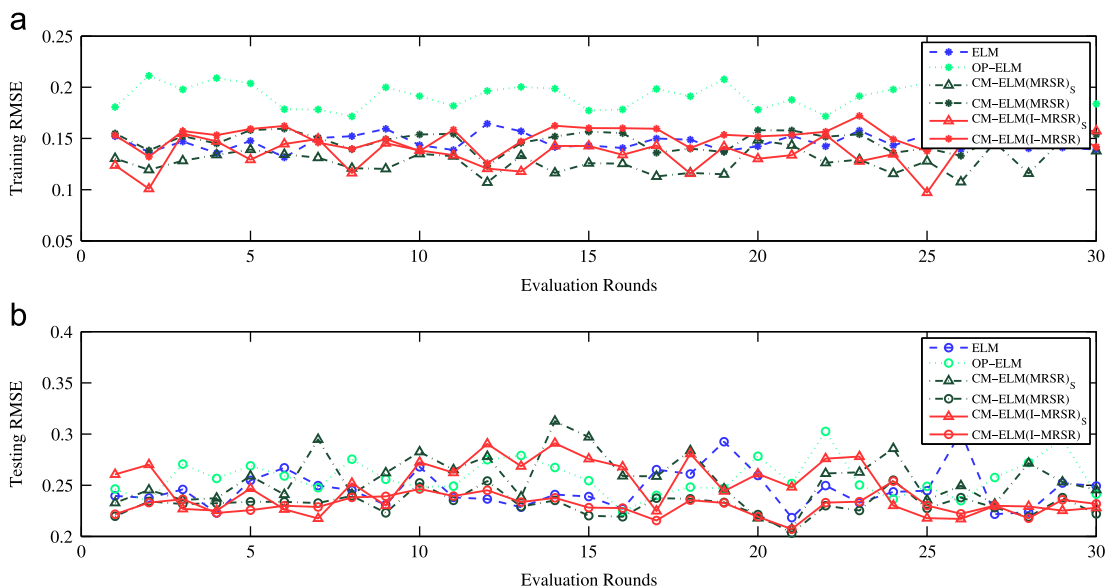 a
0.25
0.2
0.15
0.1
0.05
Training RMSE
0
5
10
15
20
25
30
Evaluation Rounds
ELM
OP–ELM
CM–ELM(MRSR)S
CM–ELM(MRSR)
CM–ELM(I–MRSR)S
CM–ELM(I–MRSR)
b
0.4
0.35
0.3
0.25
0.2
Testing RMSE
0
5
10
15
20
25
30
Evaluation Rounds
ELM
OP–ELM
CM–ELM(MRSR)S
CM–ELM(MRSR)
CM–ELM(I–MRSR)S
CM–ELM(I–MRSR)